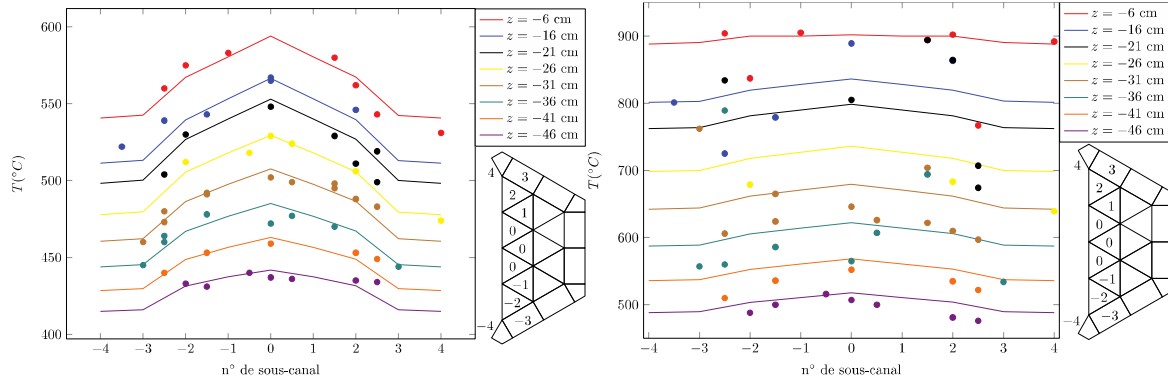 T(°C)
600
550
500
450
400
−4 −3 −2 −1 0 1 2 3 4
n° de sous-canal
z = −6 cm
z = −16 cm
z = −21 cm
z = −26 cm
z = −31 cm
z = −36 cm
z = −41 cm
z = −46 cm
4
3
2
1
0
0
0
−1
−2
−3
−4
T(°C)
900
800
700
600
500
−4 −3 −2 −1 0 1 2 3 4
n° de sous-canal
z = −6 cm
z = −16 cm
z = −21 cm
z = −26 cm
z = −31 cm
z = −36 cm
z = −41 cm
z = −46 cm
4
3
2
1
0
0
0
−1
−2
−3
−4